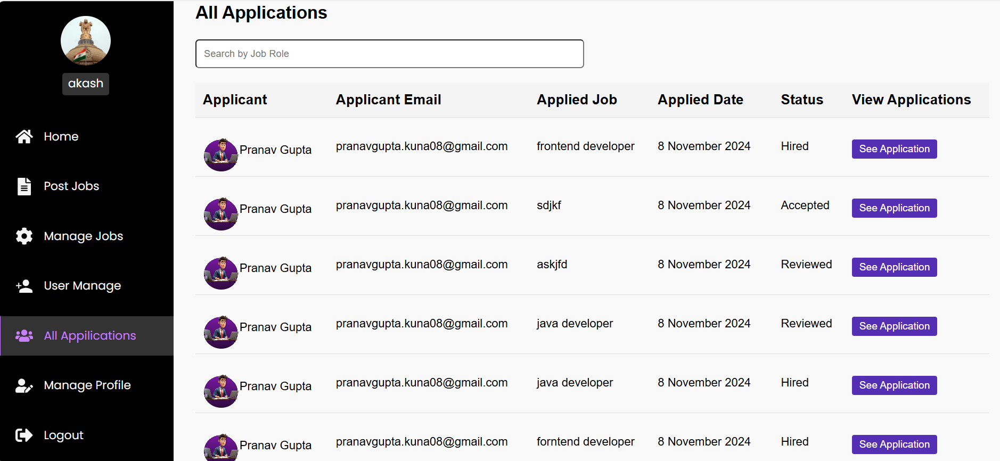 akash
Home
Post Jobs
Manage Jobs
User Manage
All Appilications
Manage Profile
Logout
All Applications
Search by Job Role
Applicant Applicant Email Applied Job Applied Date Status View Applications
Pranav Gupta pranavgupta.kuna08@gmail.com frontend developer 8 November 2024 Hired See Application
Pranav Gupta pranavgupta.kuna08@gmail.com sdjkf 8 November 2024 Accepted See Application
Pranav Gupta pranavgupta.kuna08@gmail.com askjfd 8 November 2024 Reviewed See Application
Pranav Gupta pranavgupta.kuna08@gmail.com java developer 8 November 2024 Reviewed See Application
Pranav Gupta pranavgupta.kuna08@gmail.com java developer 8 November 2024 Hired See Application
Pranav Gupta pranavgupta.kuna08@gmail.com forntend developer 8 November 2024 Hired See Application